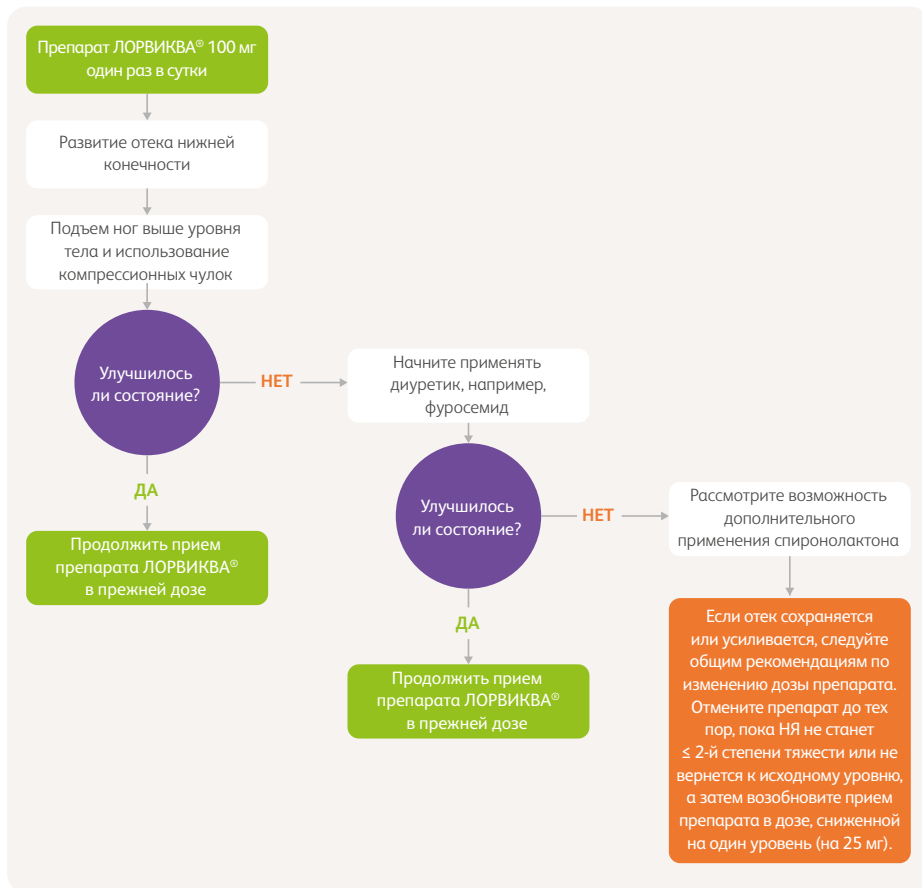 Препарат ЛОРВИКВА® 100 мг
один раз в сутки
Развитие отека нижней
конечности
Подъем ног выше уровня
тела и использование
компрессионных чулок
Улучшилось
ли состояние?
НЕТ
Начните применять
диуретик, например,
фуросемид
ДА
Продолжить прием
препарата ЛОРВИКВА®
в прежней дозе
Улучшилось
ли состояние?
НЕТ
Рассмотрите возможность
дополнительного
применения спиронолактона
ДА
Продолжить прием
препарата ЛОРВИКВА®
в прежней дозе
Если отек сохраняется
или усиливается, следуйте
общим рекомендациям по
изменению дозы препарата.
Отмените препарат до тех
пор, пока НЯ не станет
≤ 2-й степени тяжести или не
вернется к исходному уровню,
а затем возобновите прием
препарата в дозе, сниженной
на один уровень (на 25 мг).